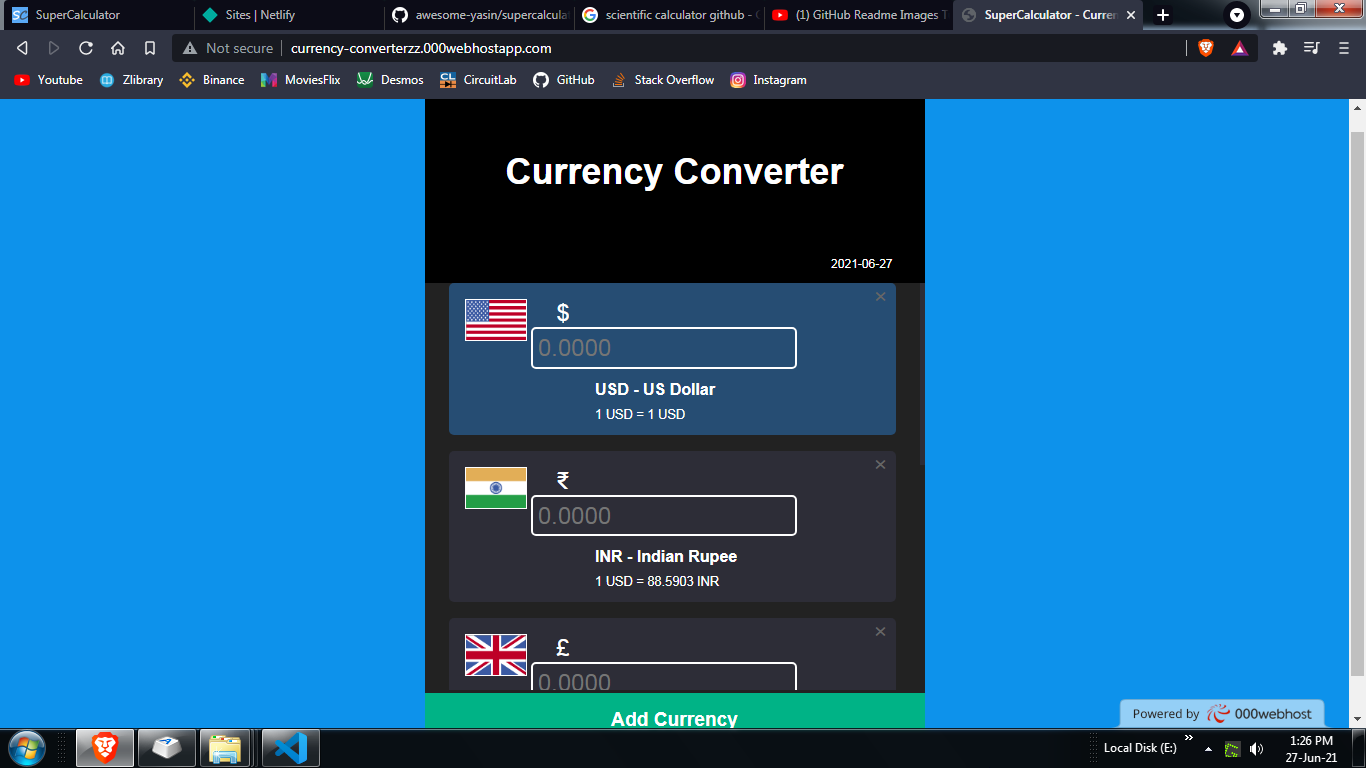 SuperCalculator
Sites | Netlify
awesome-yasin/supercalcula
scientific calculator github -
(1) GitHub Readme Images T
SuperCalculator - Curren
Not secure
currency-converterzz.000webhostapp.com
Youtube
Zlibrary
Binance
MoviesFlix
Desmos
CircuitLab
GitHub
Stack Overflow
Instagram
Currency Converter
2021-06-27
$
0.0000
USD - US Dollar
1 USD = 1 USD
₹
0.0000
INR - Indian Rupee
1 USD = 88.5903 INR
£
0.0000
Add Currency
Powered by 000webhost
Local Disk (E:)
1:26 PM
27-Jun-21